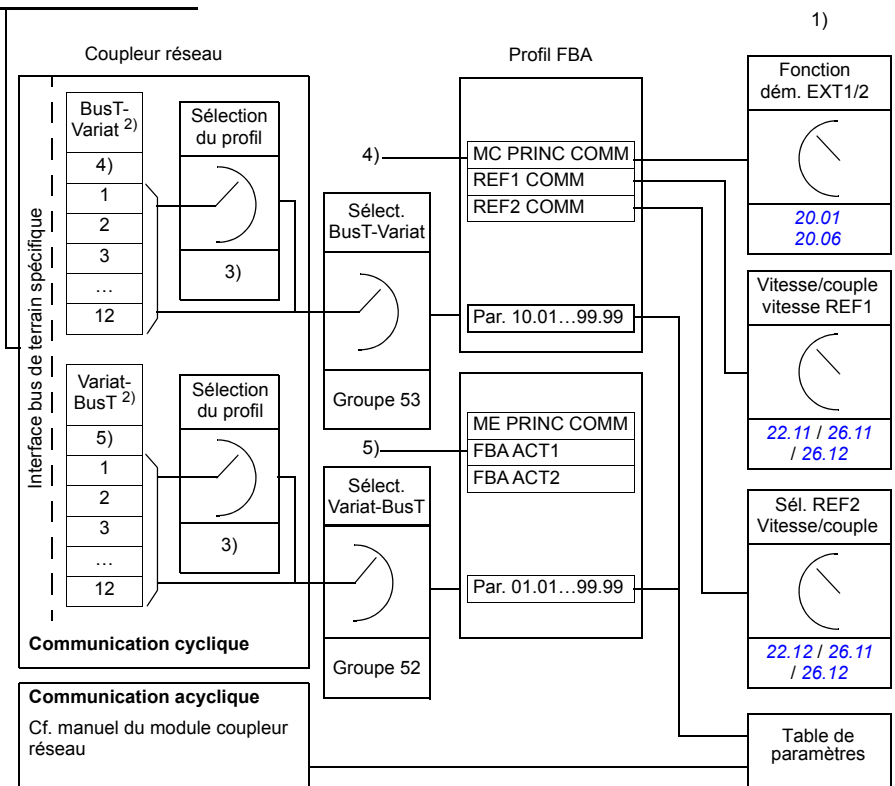 1)
Coupleur réseau
Profil FBA
Fonction
dém. EXT1/2
20.01
20.06
Interface bus de terrain spécifique
BusT-
Variat 2)
4)
1
2
3
…
12
Sélection
du profil
3)
4)
Sélect.
BusT-Variat
Groupe 53
MC PRINC COMM
REF1 COMM
REF2 COMM
Par. 10.01…99.99
Vitesse/couple
vitesse REF1
22.11 / 26.11
/ 26.12
Variat-
BusT 2)
5)
1
2
3
…
12
Sélection
du profil
3)
5)
Sélect.
Variat-BusT
Groupe 52
ME PRINC COMM
FBA ACT1
FBA ACT2
Par. 01.01…99.99
Sél. REF2
Vitesse/couple
22.12 / 26.11
/ 26.12
Communication cyclique
Communication acyclique
Cf. manuel du module coupleur
réseau
Table de
paramètres